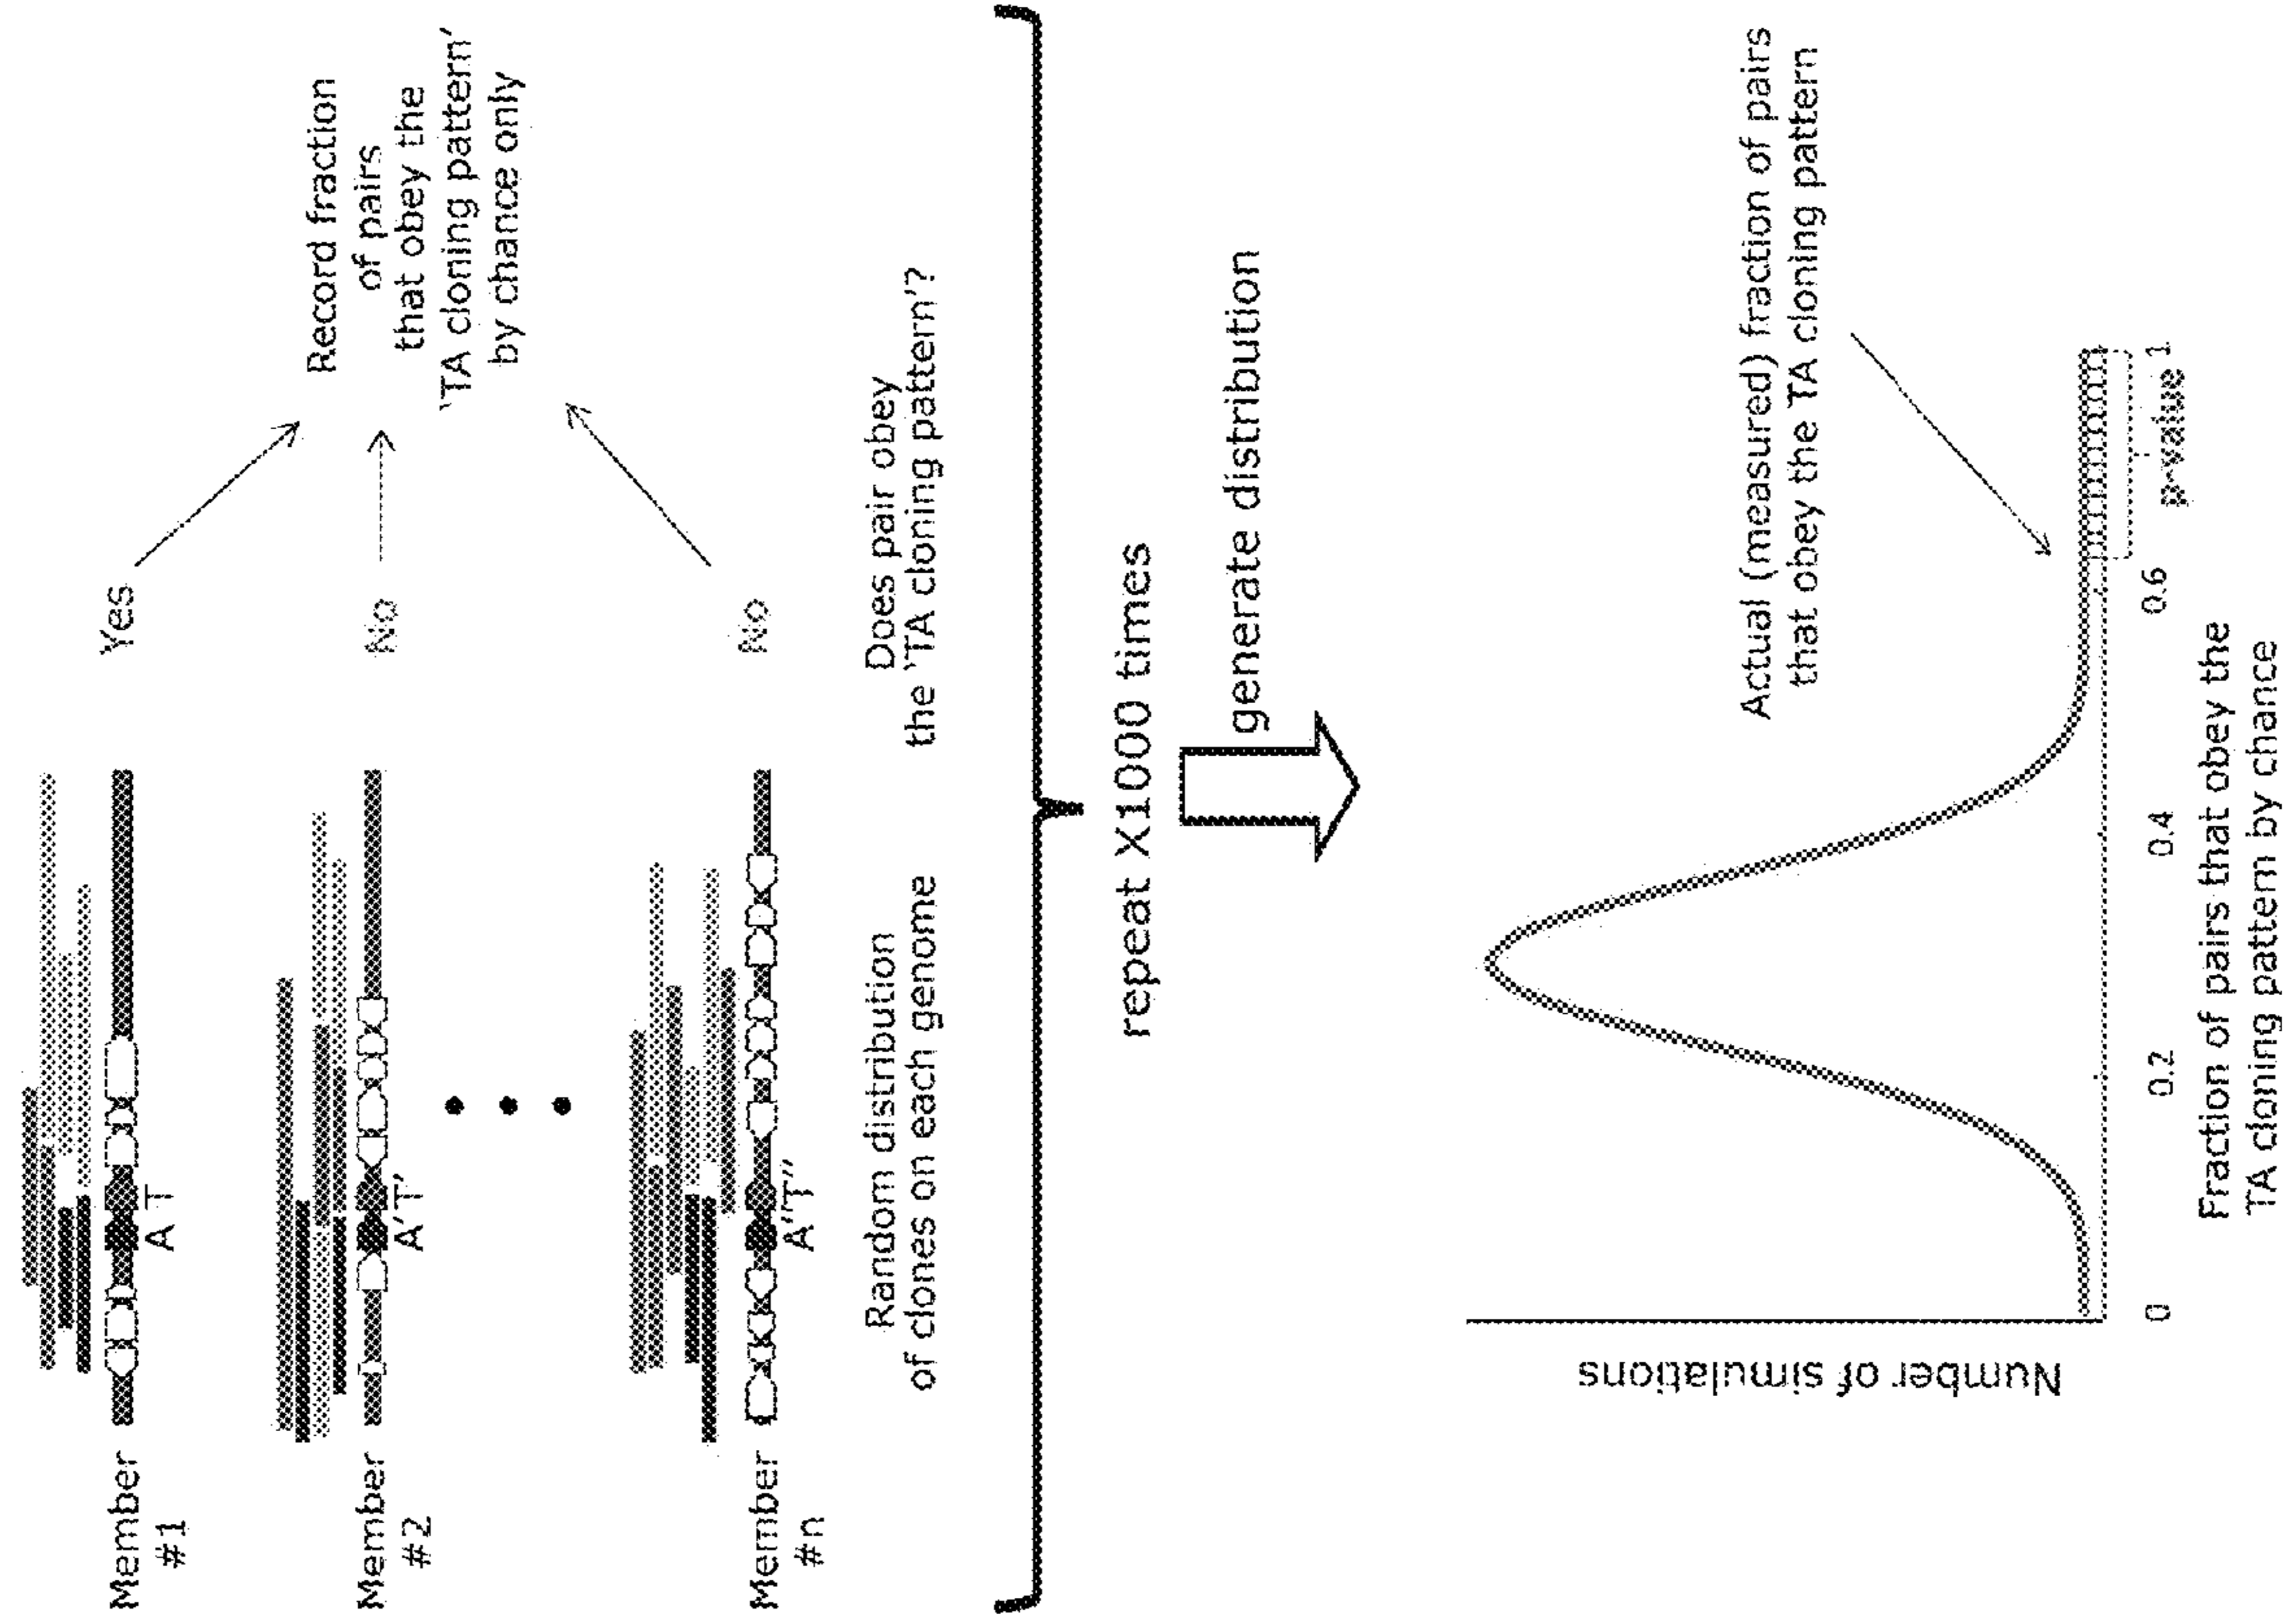 Member
#1
A T
Yes
Member
#2
A' T'
No
Member
#n
A'' T''
No
Record fraction
of pairs
that obey the
'TA cloning pattern'
by chance only
Random distribution
of clones on each genome
Does pair obey
the 'TA cloning pattern'?
repeat X1000 times
generate distribution
Number of simulations
Actual (measured) fraction of pairs
that obey the TA cloning pattern
0
0.2
0.4
0.6
1
p-value
Fraction of pairs that obey the
TA cloning pattern by chance